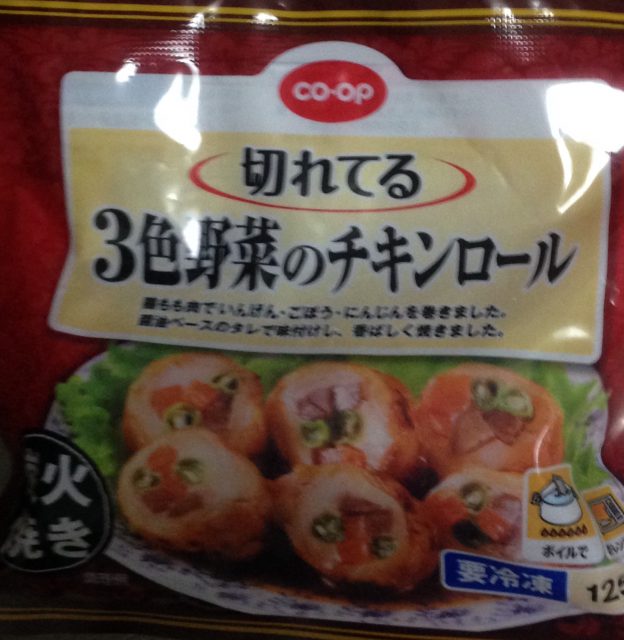 CO-OP
切れてる
3色野菜のチキンロール
鶏もも肉でいんげん・ごぼう・にんじんを巻きました。
醤油ベースのタレで味付けし、香ばしく焼きました。
火
焼き
ボイルで
要冷凍
125